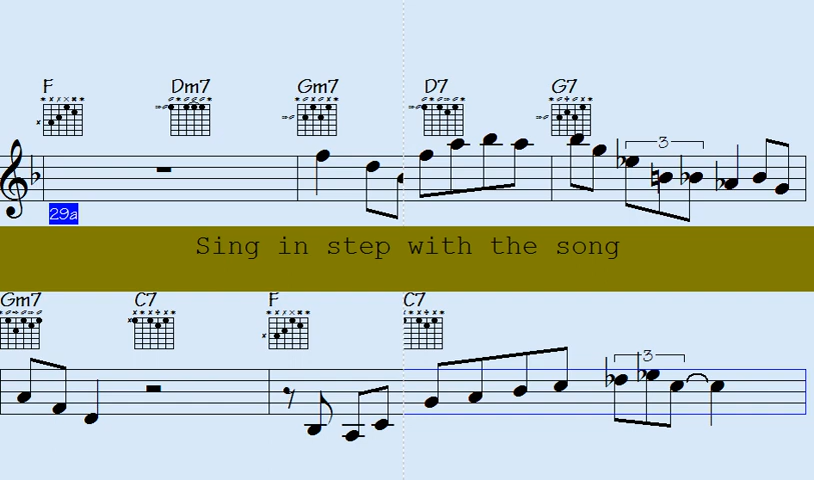 F Dm7 Gm7 D7 G7
3
29a
Sing in step with the song
Gm7 C7 F C7
3